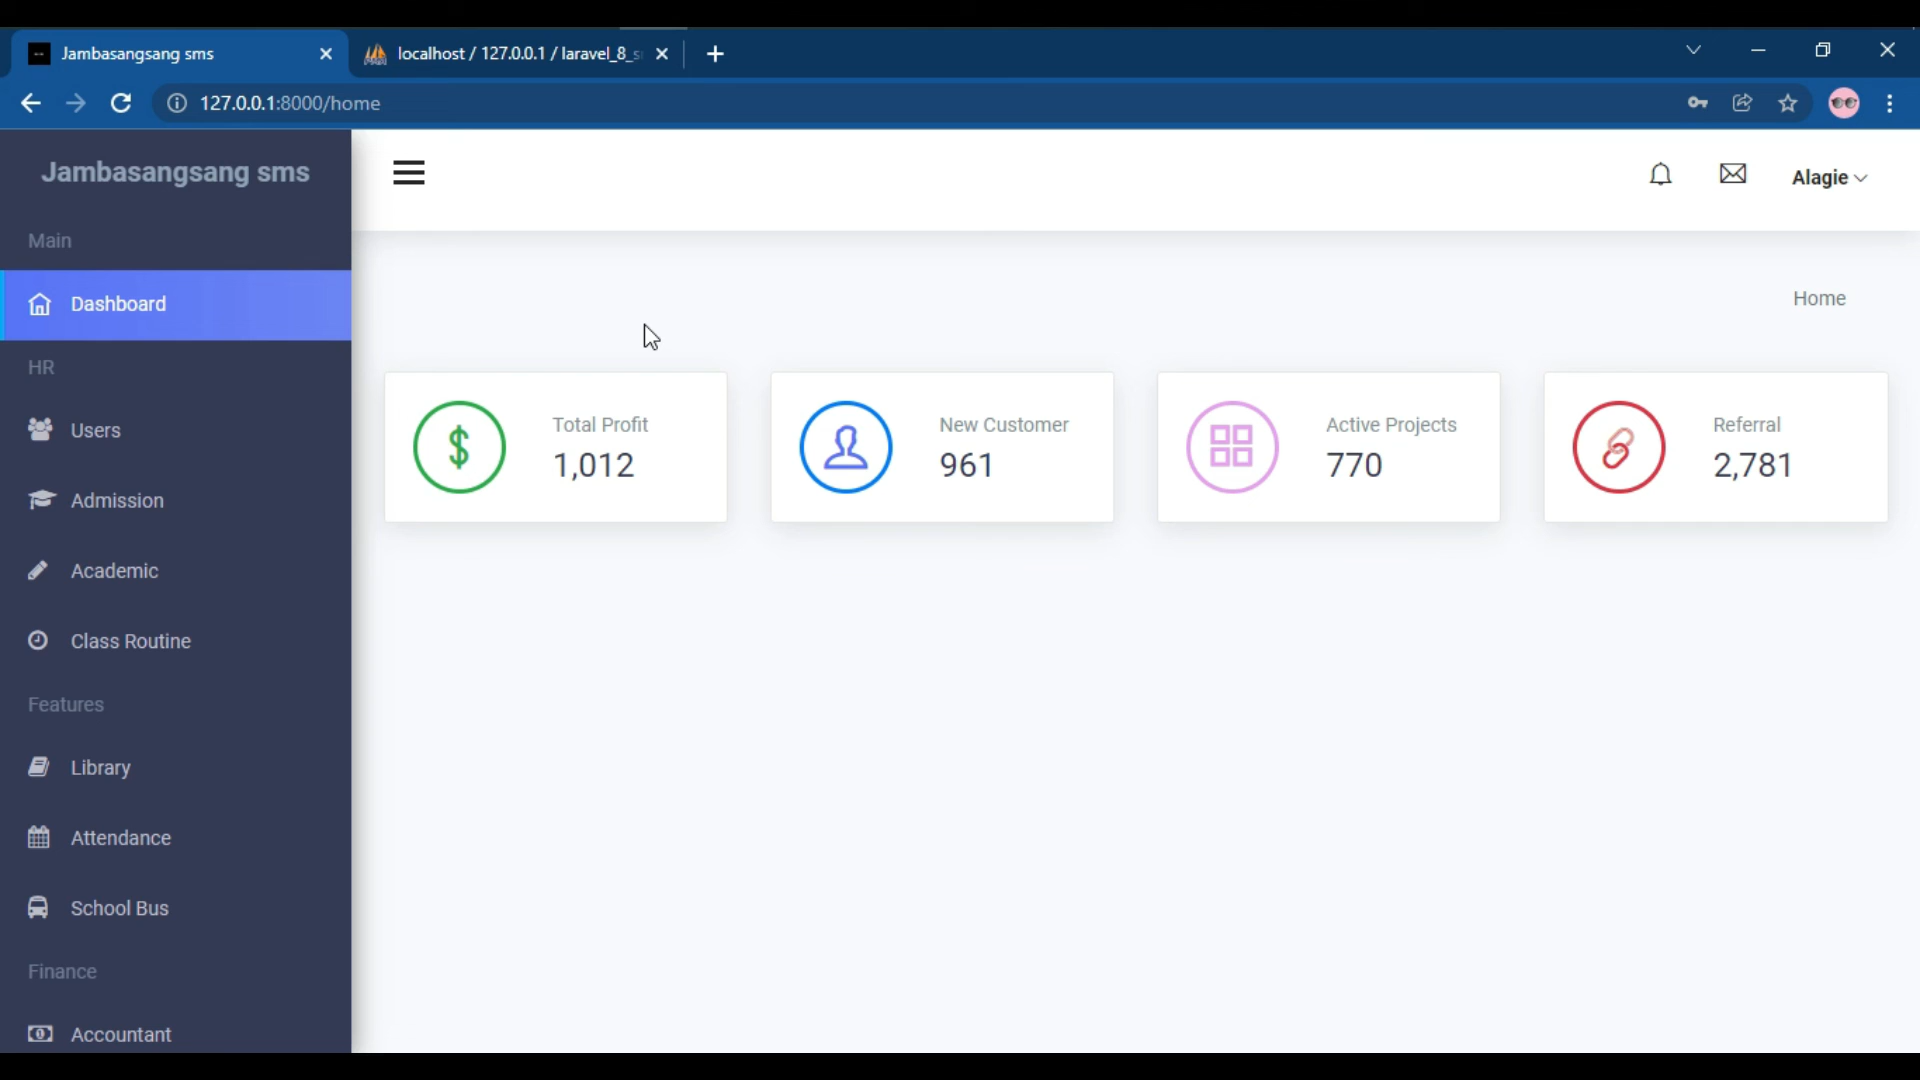 Jambasangsang sms
localhost / 127.0.0.1 / laravel_8_s
127.0.0.1:8000/home
Jambasangsang sms
Alagie
Main
Dashboard
Home
HR
Users
Admission
Academic
Class Routine
Features
Library
Attendance
School Bus
Finance
Accountant
Total Profit
1,012
New Customer
961
Active Projects
770
Referral
2,781